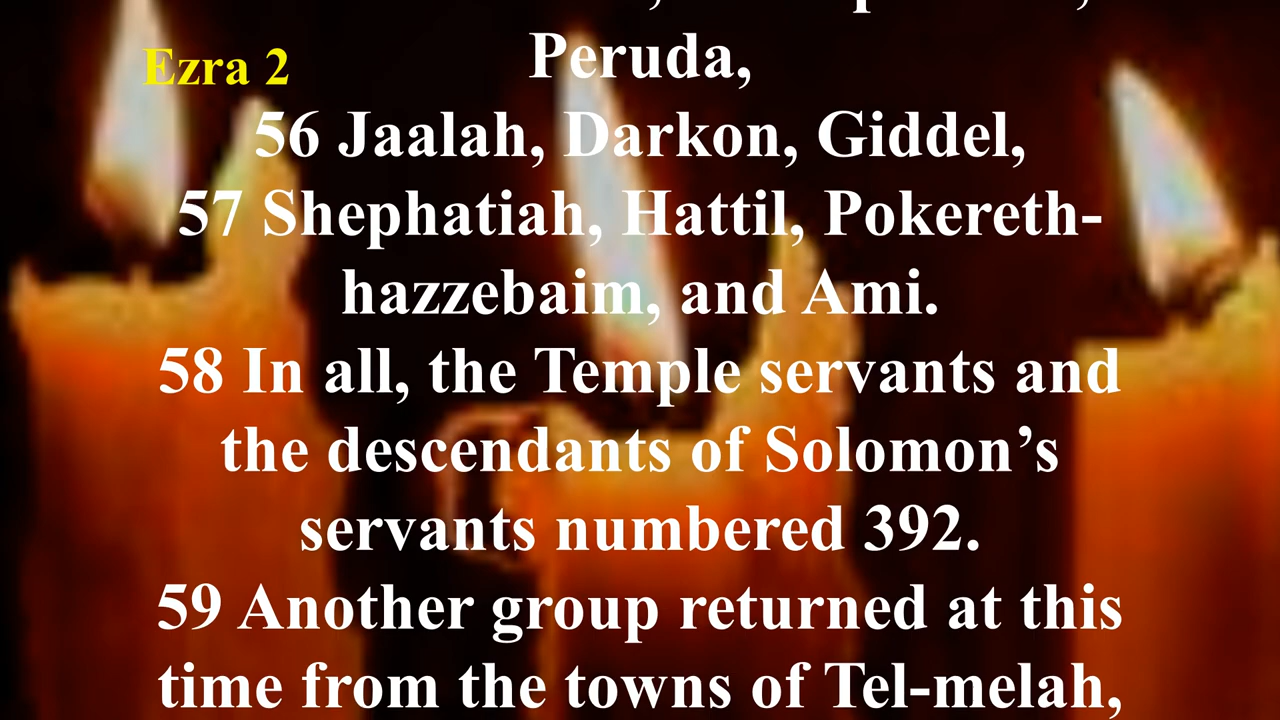 Ezra 2
Peruda,
56 Jaalah, Darkon, Giddel,
57 Shephatiah, Hattil, Pokereth-
hazzebaim, and Ami.
58 In all, the Temple servants and
the descendants of Solomon’s
servants numbered 392.
59 Another group returned at this
time from the towns of Tel-melah,